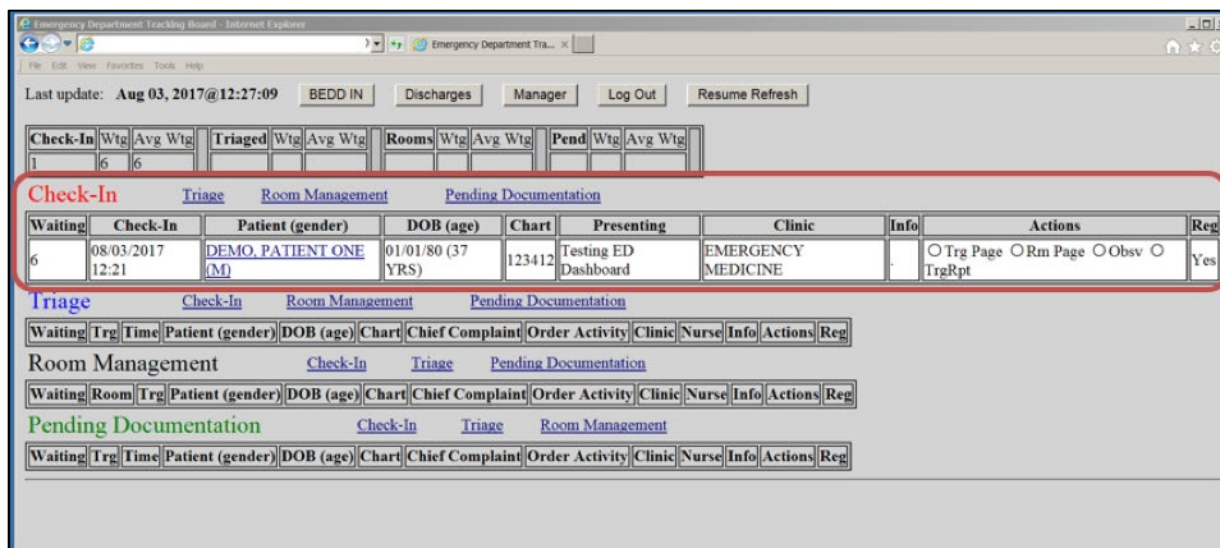 Emergency Department Tracking Board - Internet Explorer
Emergency Department Tra...
File Edit View Favorites Tools Help
Last update: Aug 03, 2017@12:27:09 BEDD IN Discharges Manager Log Out Resume Refresh
Check-In Wtg Avg Wtg Triaged Wtg Avg Wtg Rooms Wtg Avg Wtg Pend Wtg Avg Wtg
1 6 6
Check-In Triage Room Management Pending Documentation
Waiting Check-In Patient (gender) DOB (age) Chart Presenting Clinic Info Actions Reg
08/03/2017 DEMO, PATIENT ONE 01/01/80 (37 Testing ED EMERGENCY Trg Page Rm Page Obsv
6 123412 . Yes
12:21 (M) YRS) Dashboard MEDICINE TrgRpt
Triage Check-In Room Management Pending Documentation
Waiting Trg Time Patient (gender) DOB (age) Chart Chief Complaint Order Activity Clinic Nurse Info Actions Reg
Room Management Check-In Triage Pending Documentation
Waiting Room Trg Patient (gender) DOB (age) Chart Chief Complaint Order Activity Clinic Nurse Info Actions Reg
Pending Documentation Check-In Triage Room Management
Waiting Trg Time Patient (gender) DOB (age) Chart Chief Complaint Order Activity Clinic Nurse Info Actions Reg